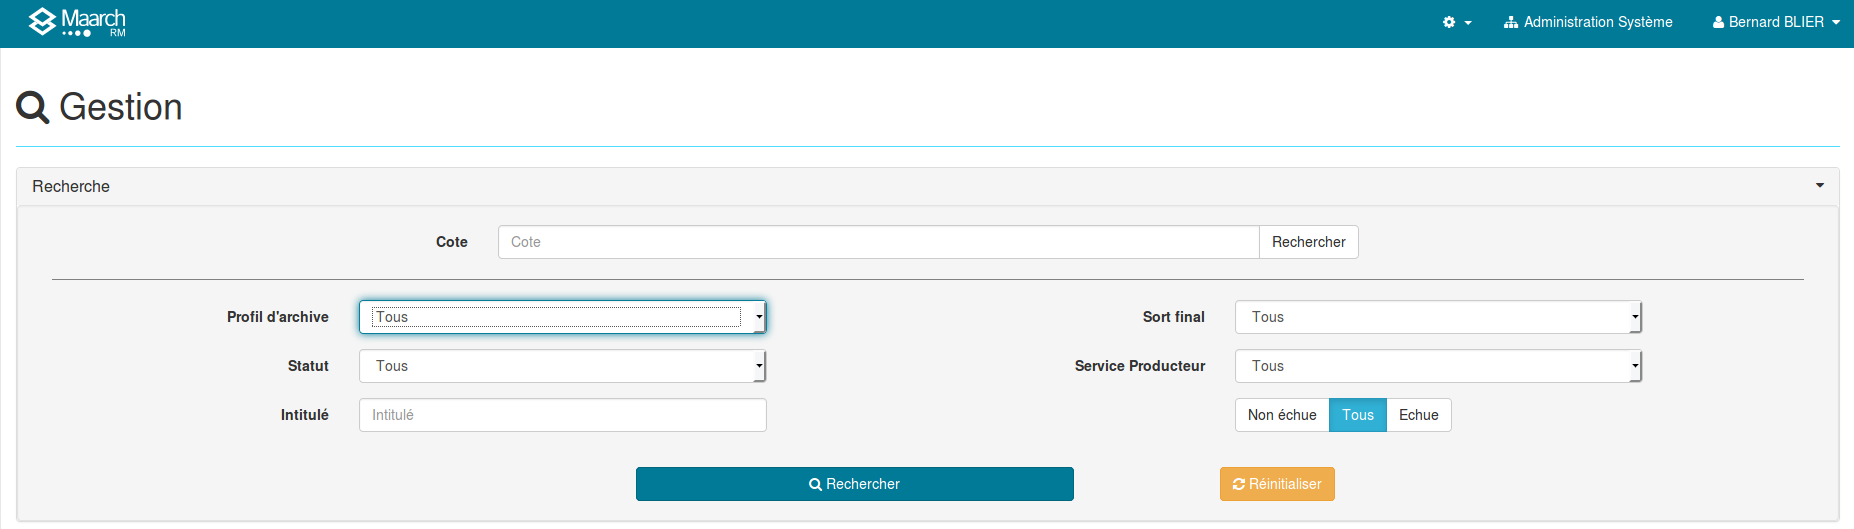 Maarch
RM
Administration Système
Bernard BLIER
Gestion
Recherche
Cote Cote Rechercher
Profil d'archive Tous Sort final Tous
Statut Tous Service Producteur Tous
Intitulé Intitulé Non échue Tous Echue
Rechercher Réinitialiser